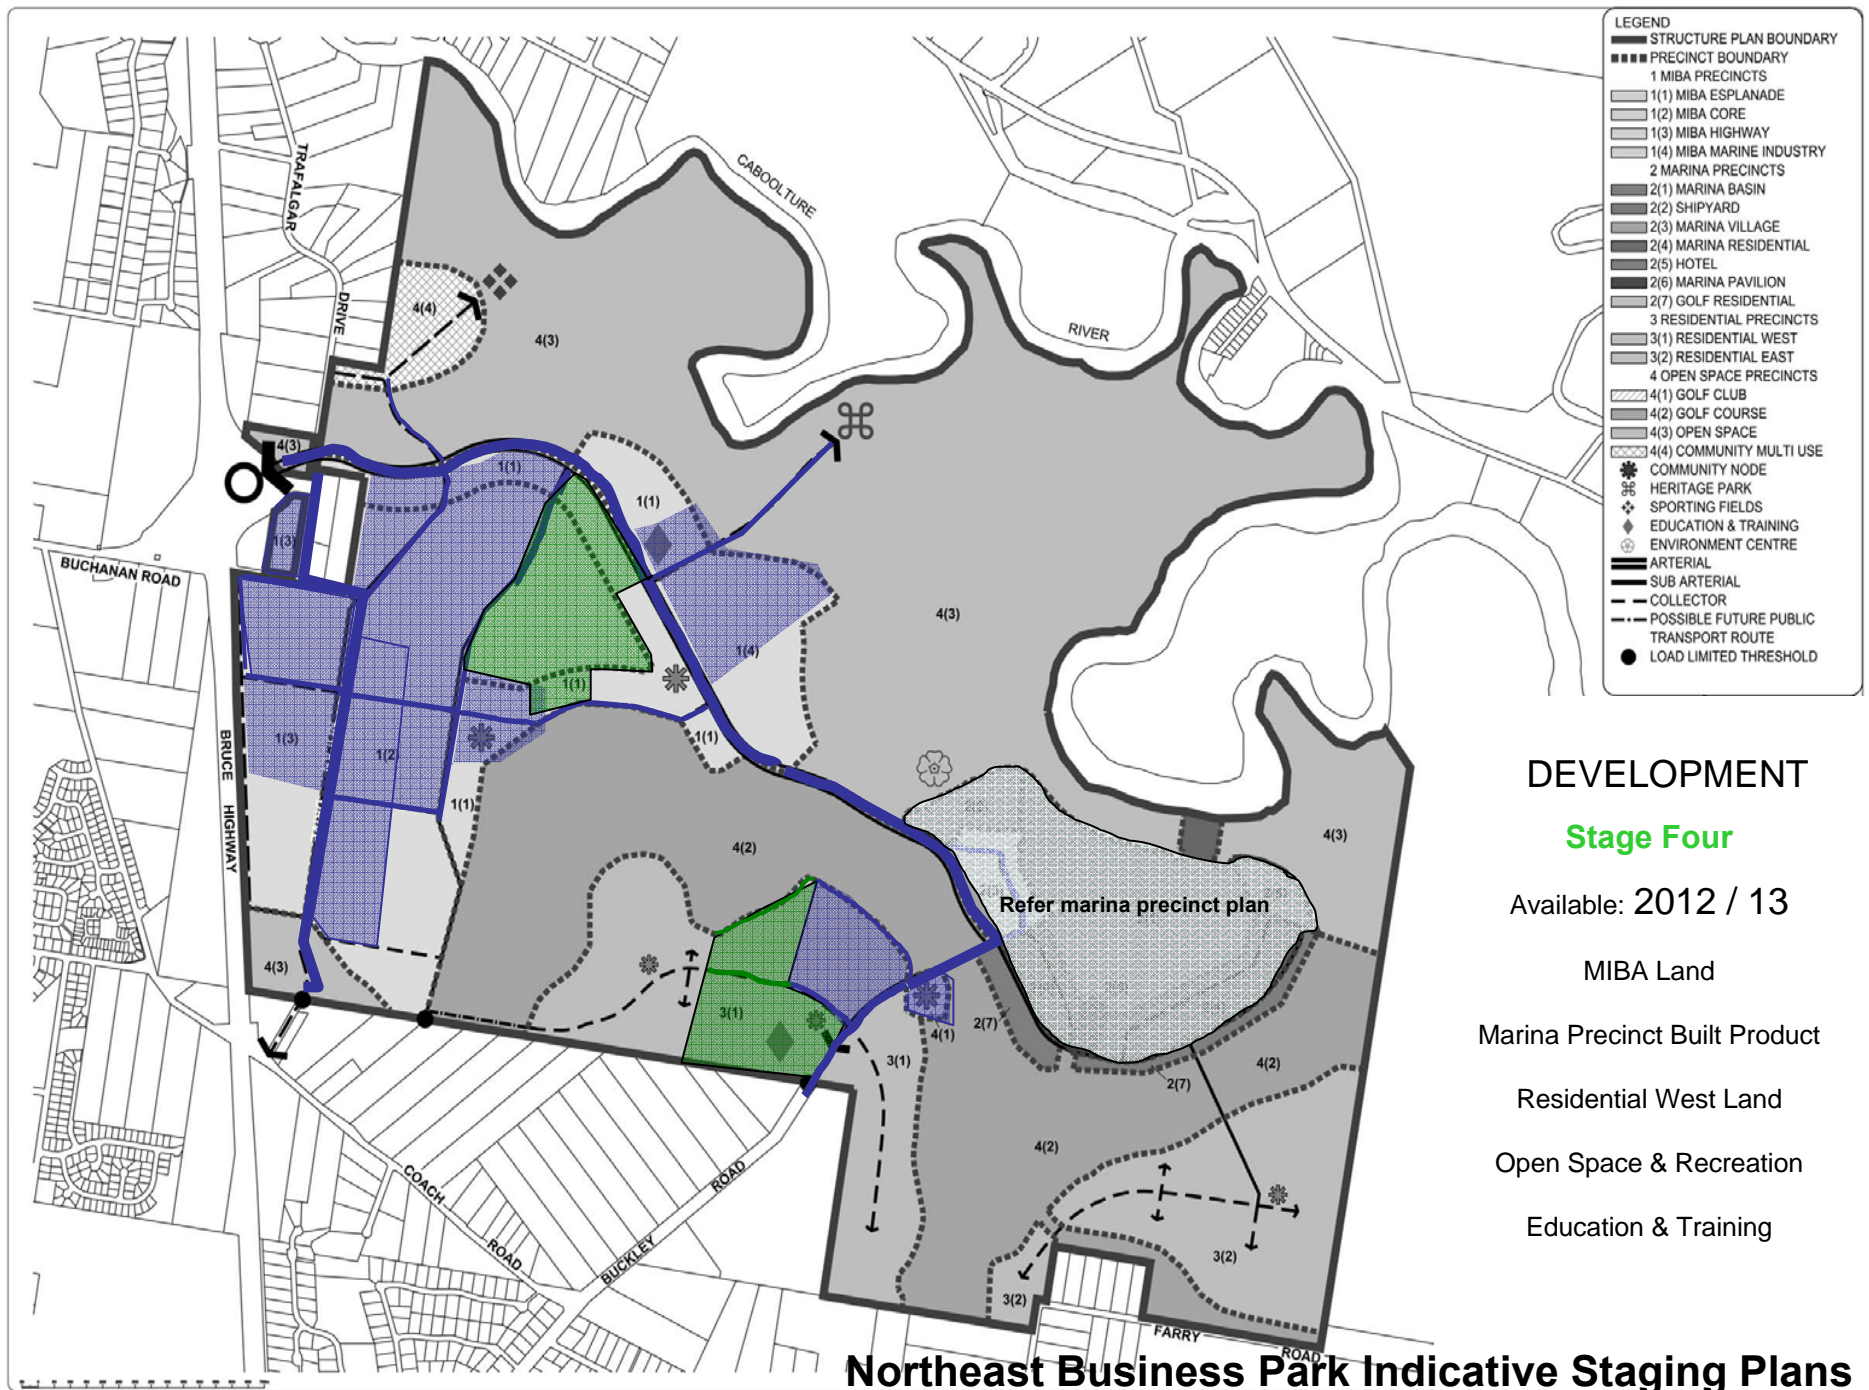 LEGEND
STRUCTURE PLAN BOUNDARY
PRECINCT BOUNDARY
1 MIBA PRECINCTS
1(1) MIBA ESPLANADE
1(2) MIBA CORE
1(3) MIBA HIGHWAY
1(4) MIBA MARINE INDUSTRY
2 MARINA PRECINCTS
2(1) MARINA BASIN
2(2) SHIPYARD
2(3) MARINA VILLAGE
2(4) MARINA RESIDENTIAL
2(5) HOTEL
2(6) MARINA PAVILION
2(7) GOLF RESIDENTIAL
3 RESIDENTIAL PRECINCTS
3(1) RESIDENTIAL WEST
3(2) RESIDENTIAL EAST
4 OPEN SPACE PRECINCTS
4(1) GOLF CLUB
4(2) GOLF COURSE
4(3) OPEN SPACE
4(4) COMMUNITY MULTI USE
COMMUNITY NODE
HERITAGE PARK
SPORTING FIELDS
EDUCATION & TRAINING
ENVIRONMENT CENTRE
ARTERIAL
SUB ARTERIAL
COLLECTOR
POSSIBLE FUTURE PUBLIC
TRANSPORT ROUTE
LOAD LIMITED THRESHOLD
TRAFALGAR
DRIVE
CABOOLTURE
RIVER
4(4)
4(3)
4(3)
1(1)
1(1)
1(3)
BUCHANAN ROAD
4(3)
1(4)
1(1)
1(3)
1(2)
1(1)
1(1)
BRUCE
HIGHWAY
4(2)
4(3)
Refer marina precinct plan
4(3)
3(1)
4(1)
2(7)
3(1)
4(2)
2(7)
4(2)
3(2)
3(2)
COACH
ROAD
BUCKLEY
ROAD
FARRY
ROAD
DEVELOPMENT
Stage Four
Available: 2012 / 13
MIBA Land
Marina Precinct Built Product
Residential West Land
Open Space & Recreation
Education & Training
Northeast Business Park Indicative Staging Plans